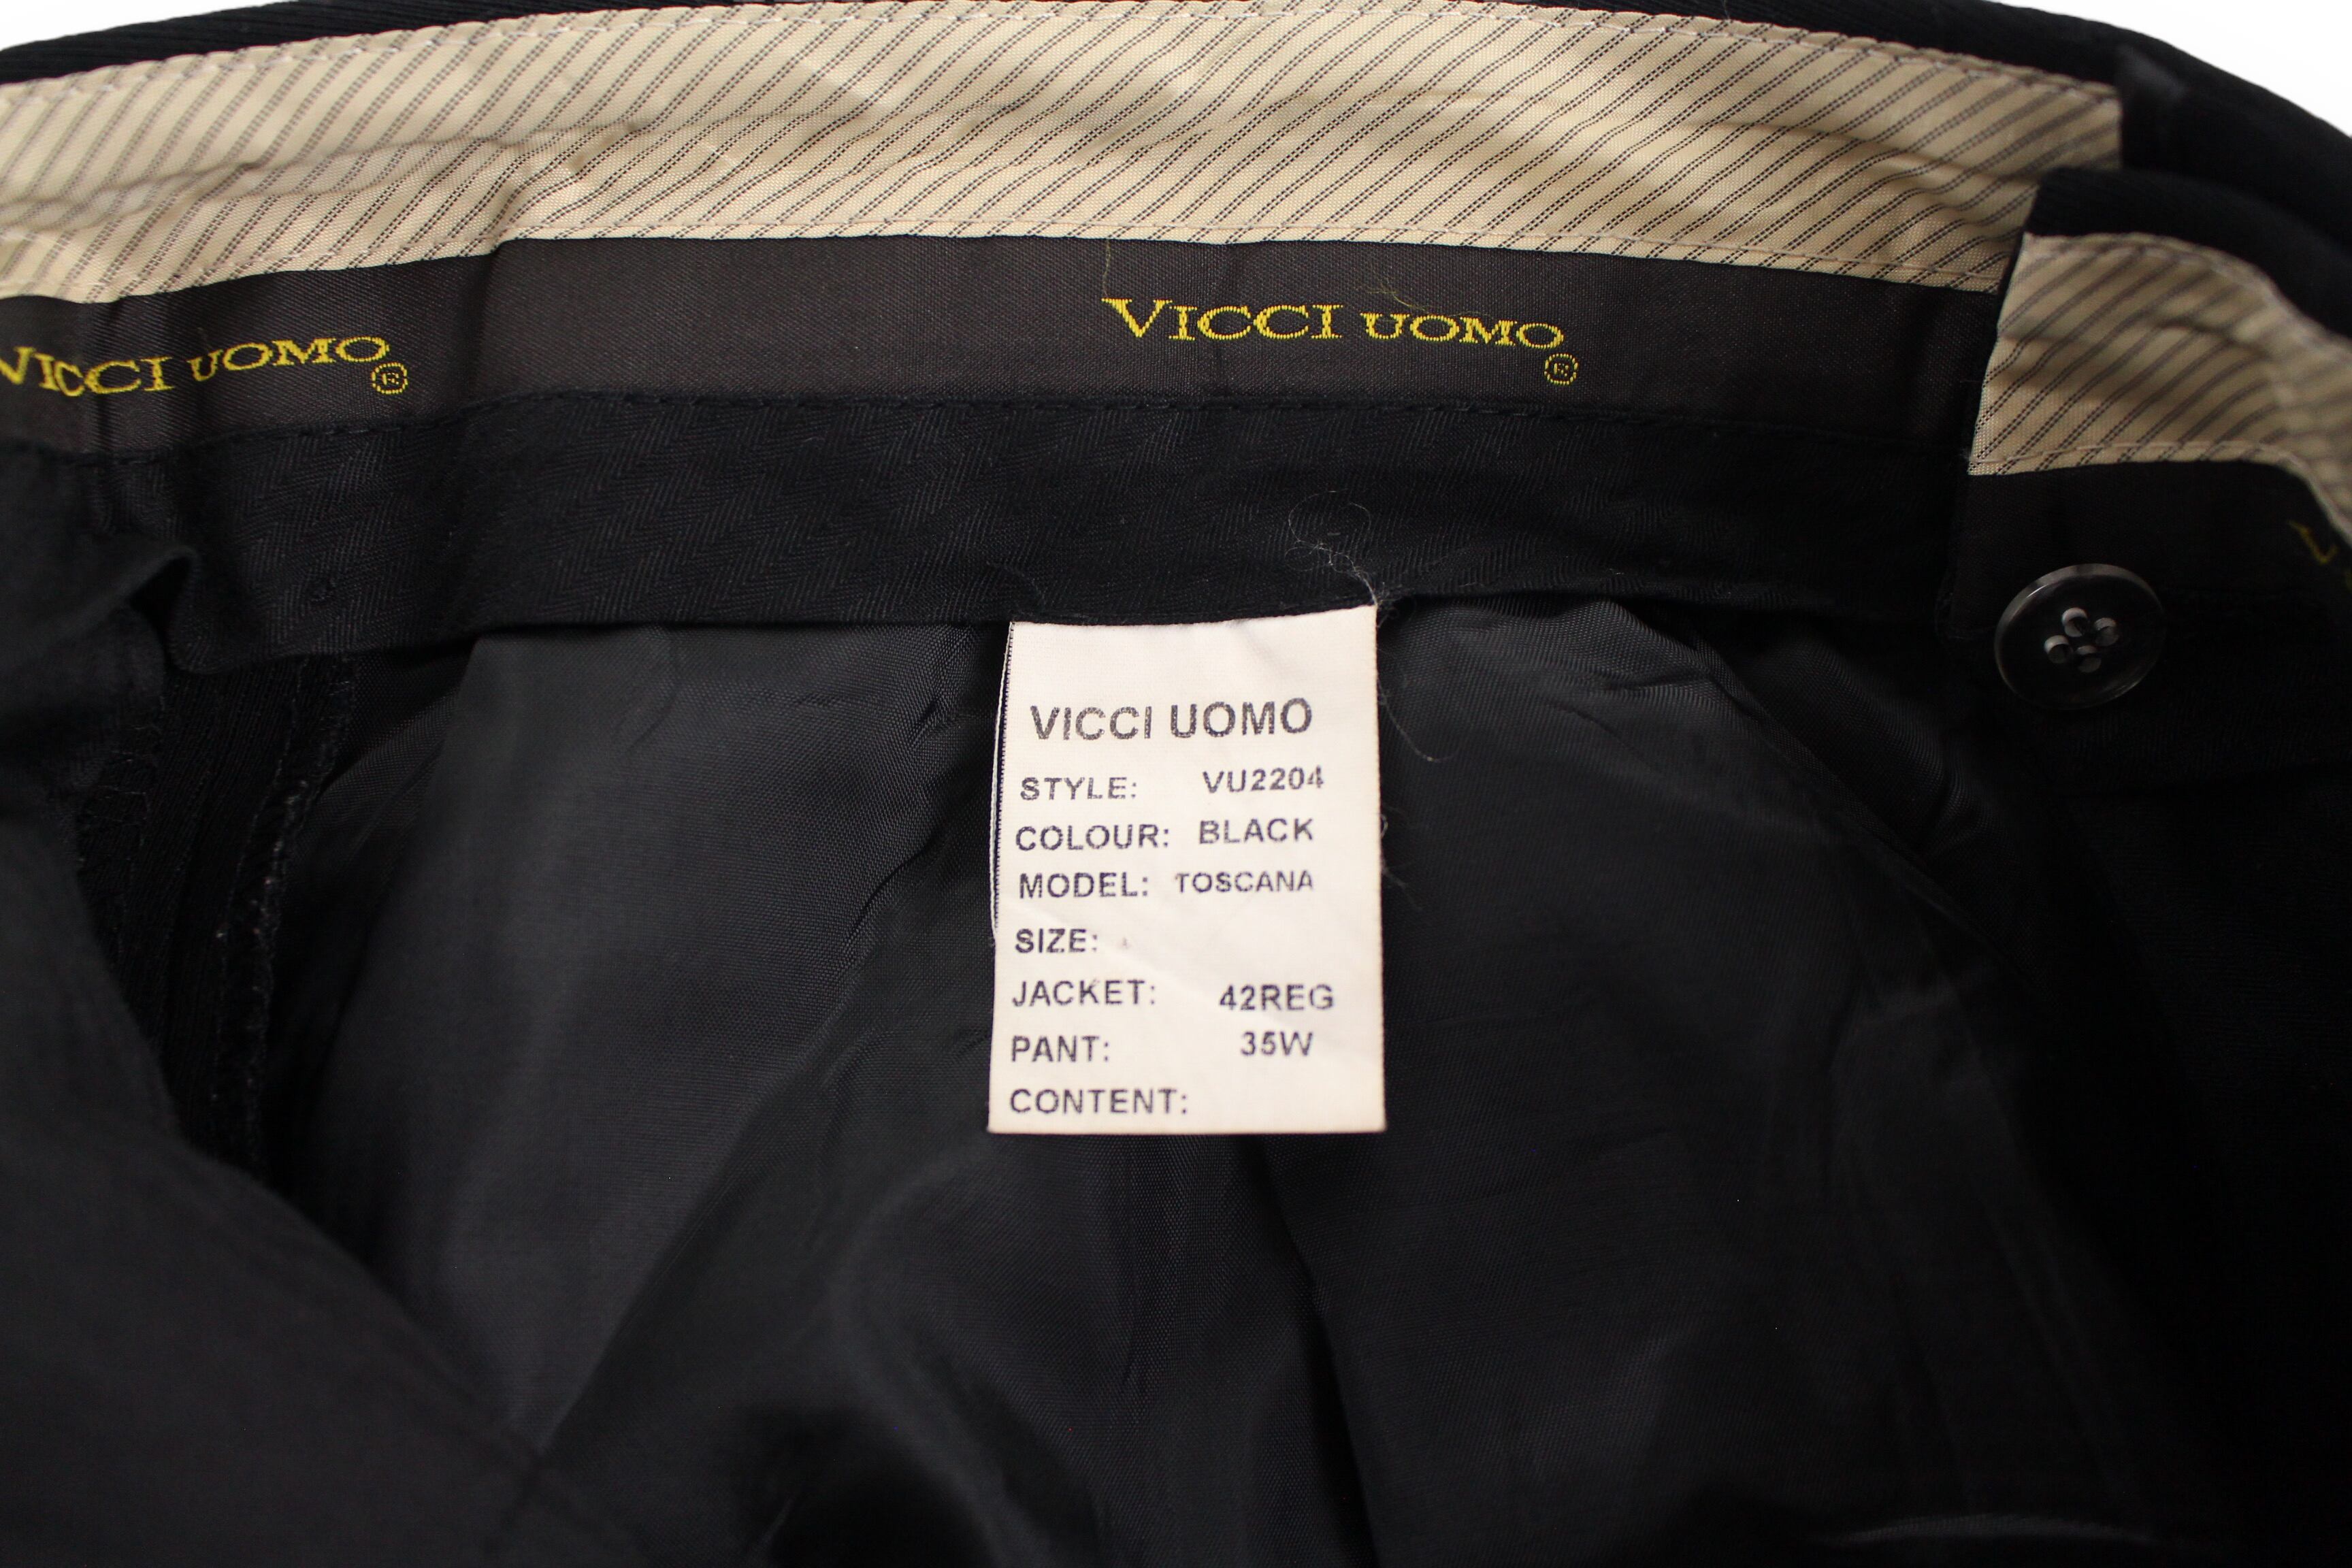 VICCI UOMO ®
VICCI UOMO ®
V
VICCI UOMO
STYLE: VU2204
COLOUR: BLACK
MODEL: TOSCANA
SIZE:
JACKET: 42REG
PANT: 35W
CONTENT: